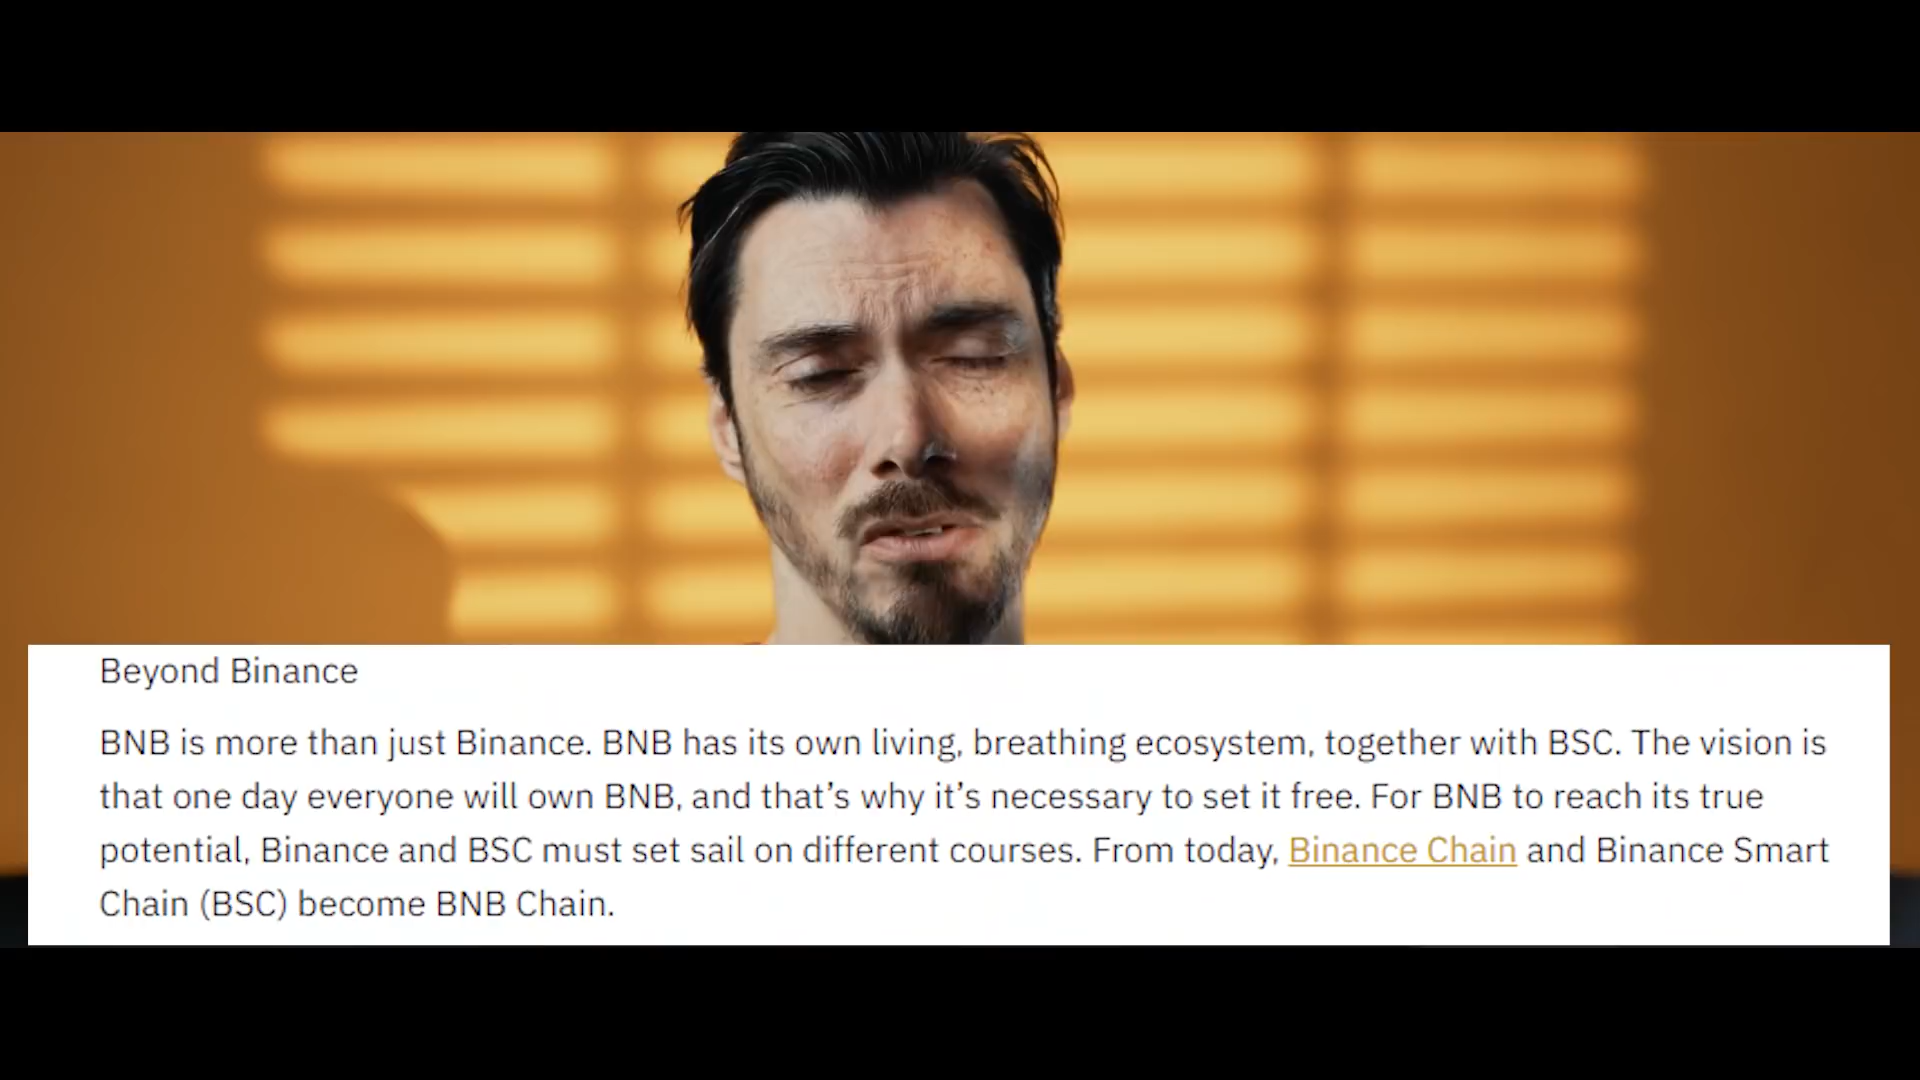 Beyond Binance
BNB is more than just Binance. BNB has its own living, breathing ecosystem, together with BSC. The vision is
that one day everyone will own BNB, and that’s why it’s necessary to set it free. For BNB to reach its true
potential, Binance and BSC must set sail on different courses. From today, Binance Chain and Binance Smart
Chain (BSC) become BNB Chain.